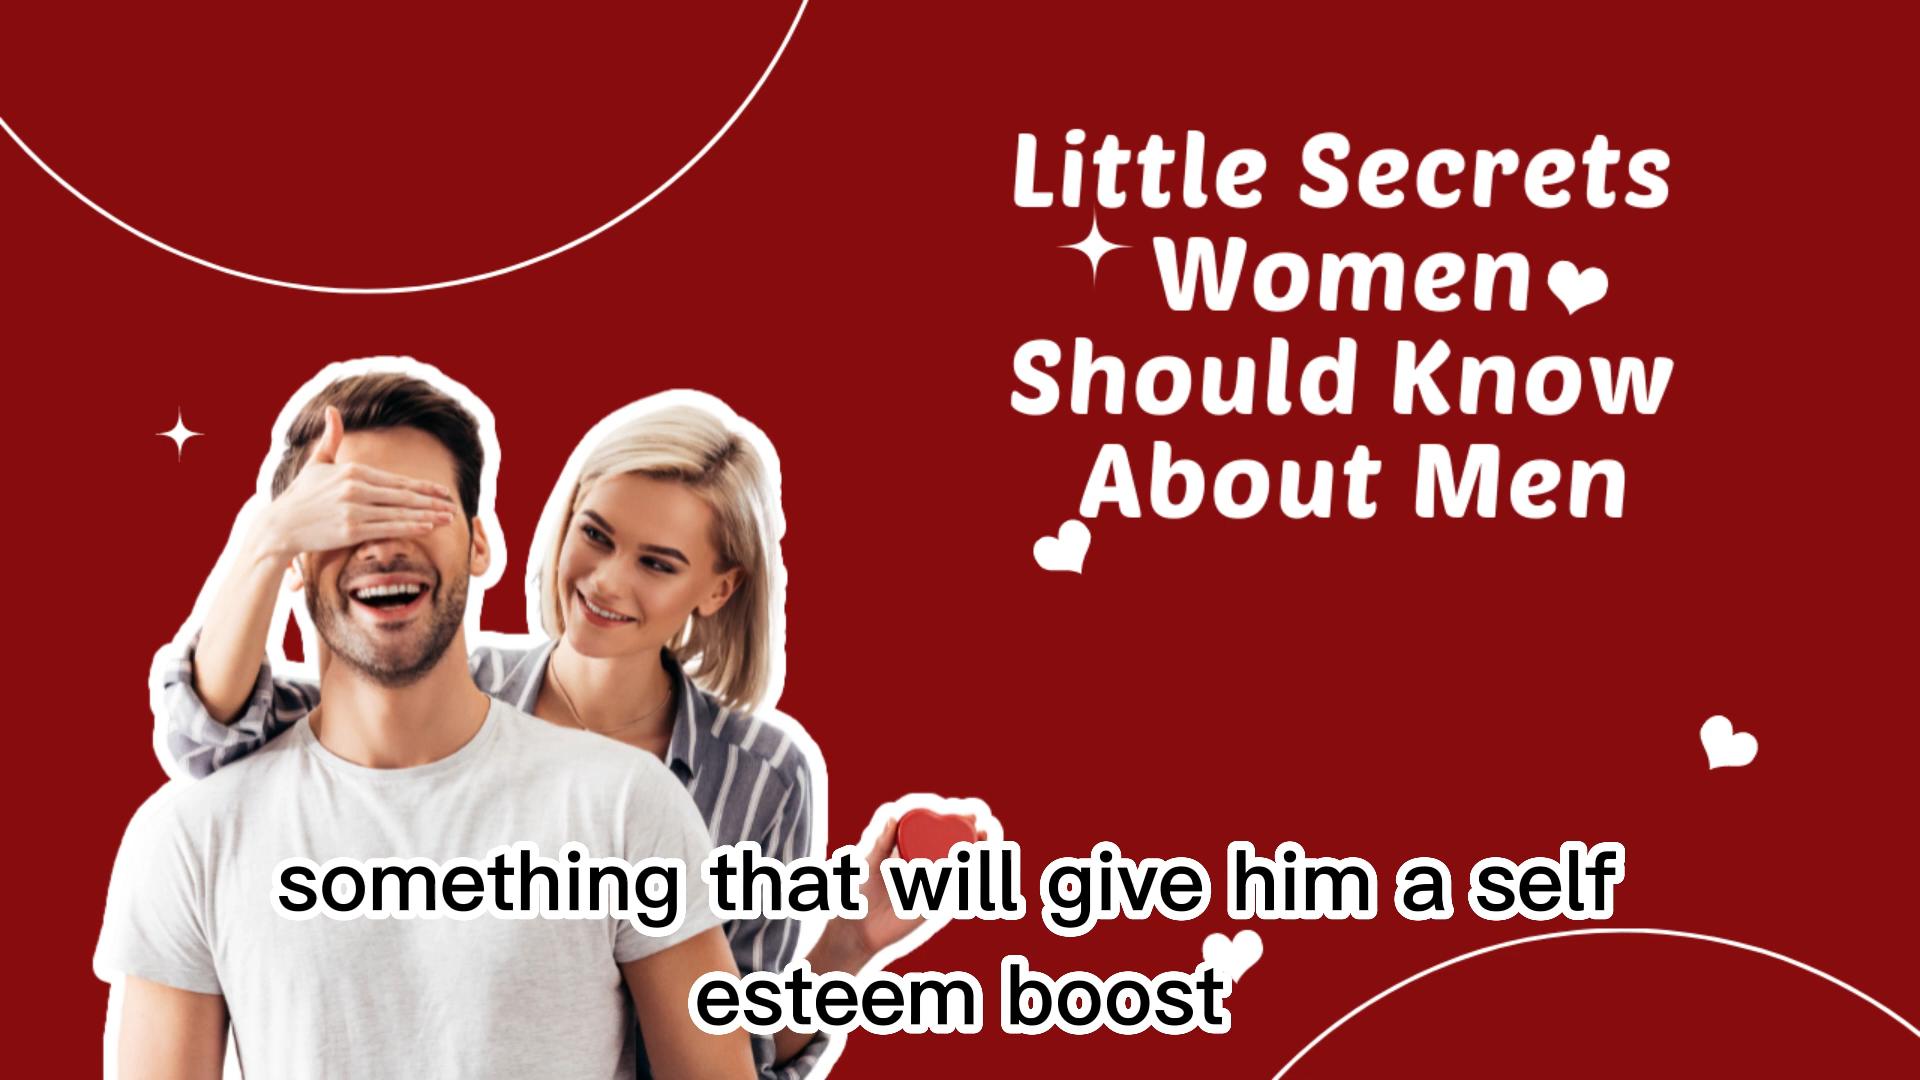 Little Secrets
Women
Should Know
About Men
something that will give him a self
esteem boost